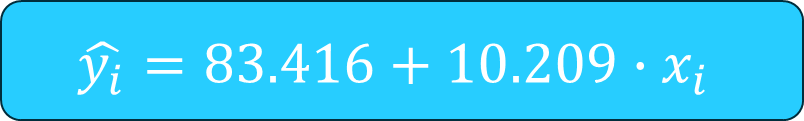 ŷᵢ = 83.416 + 10.209 · xᵢ